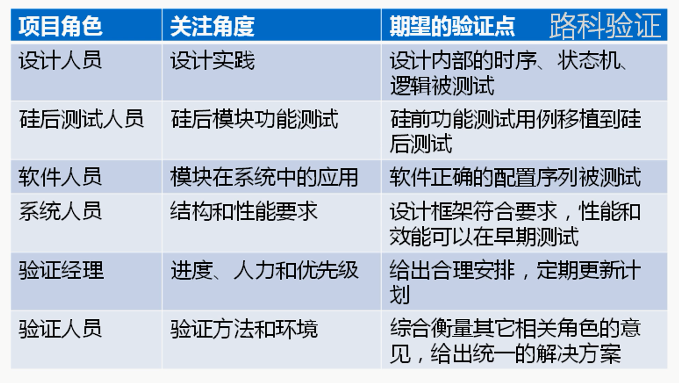 项目角色 关注角度 期望的验证点 路科验证
设计人员 设计实践 设计内部的时序、状态机、
逻辑被测试
硅后测试人员 硅后模块功能测试 硅前功能测试用例移植到硅
后测试
软件人员 模块在系统中的应用 软件正确的配置序列被测试
系统人员 结构和性能要求 设计框架符合要求，性能和
效能可以在早期测试
验证经理 进度、人力和优先级 给出合理安排，定期更新计
划
验证人员 验证方法和环境 综合衡量其它相关角色的意
见，给出统一的解决方案